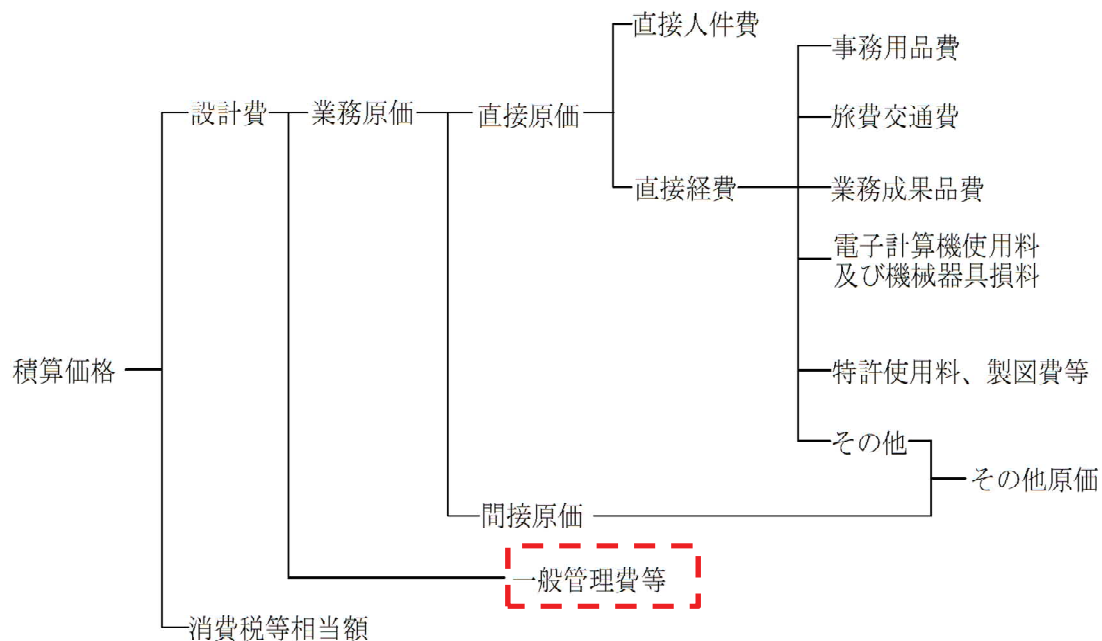 直接人件費
事務用品費
設計費
業務原価
直接原価
旅費交通費
直接経費
業務成果品費
電子計算機使用料
及び機械器具損料
積算価格
特許使用料、製図費等
その他
その他原価
間接原価
一般管理費等
消費税等相当額